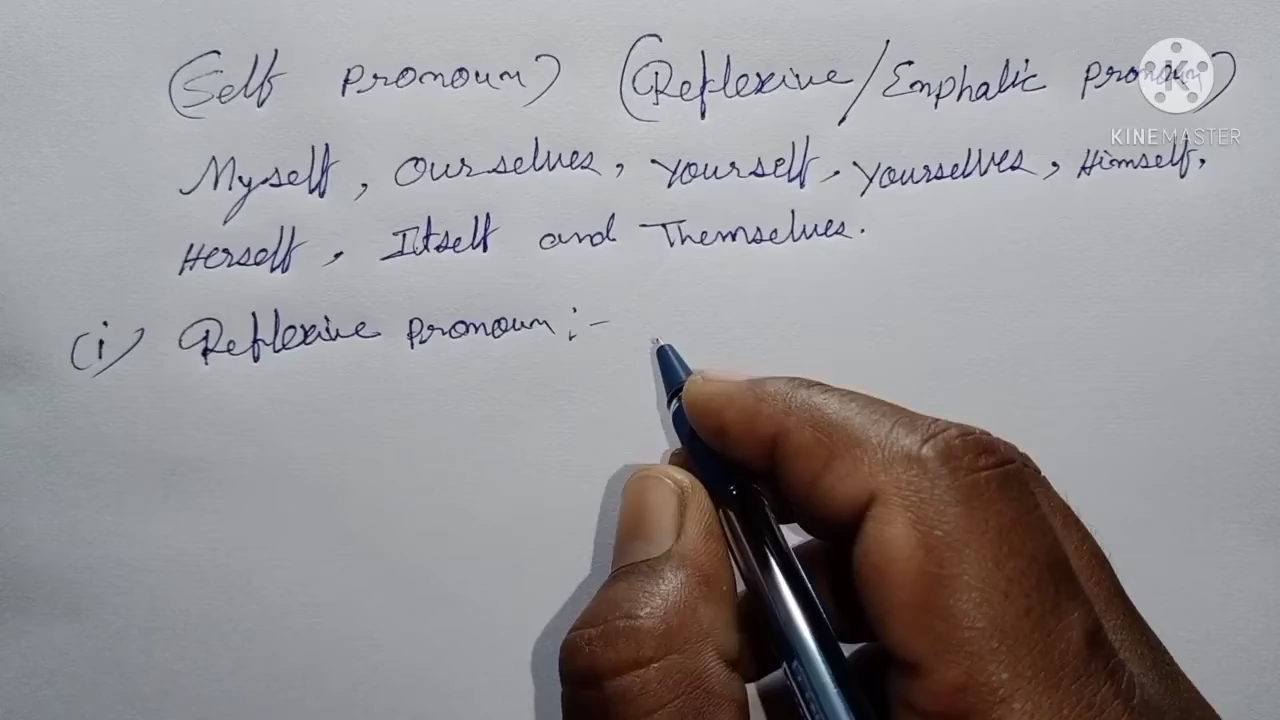 (Self Pronoun) (Reflexive/Emphatic Pronoun)
KINEMASTER
Myself, Ourselves, Yourself, Yourselves, Himself,
Herself, Itself and Themselves.
(i) Reflexive Pronoun :-